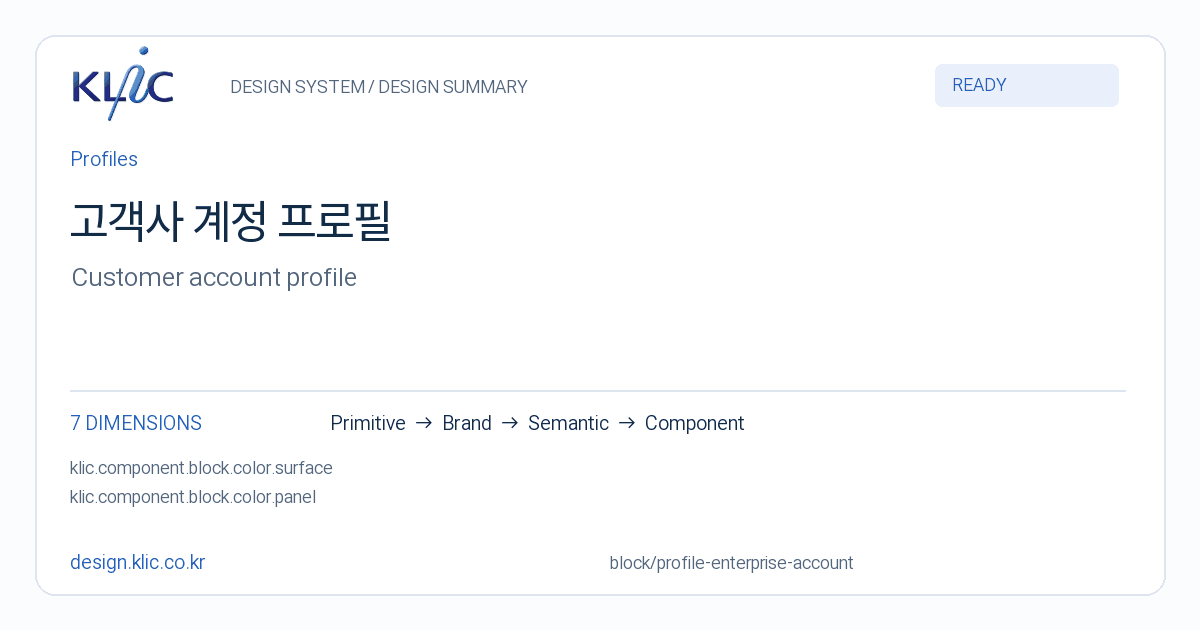 KLIC
DESIGN SYSTEM / DESIGN SUMMARY
READY
Profiles
고객사 계정 프로필
Customer account profile
7 DIMENSIONS
Primitive → Brand → Semantic → Component
klic.component.block.color.surface
klic.component.block.color.panel
design.klic.co.kr
block/profile-enterprise-account